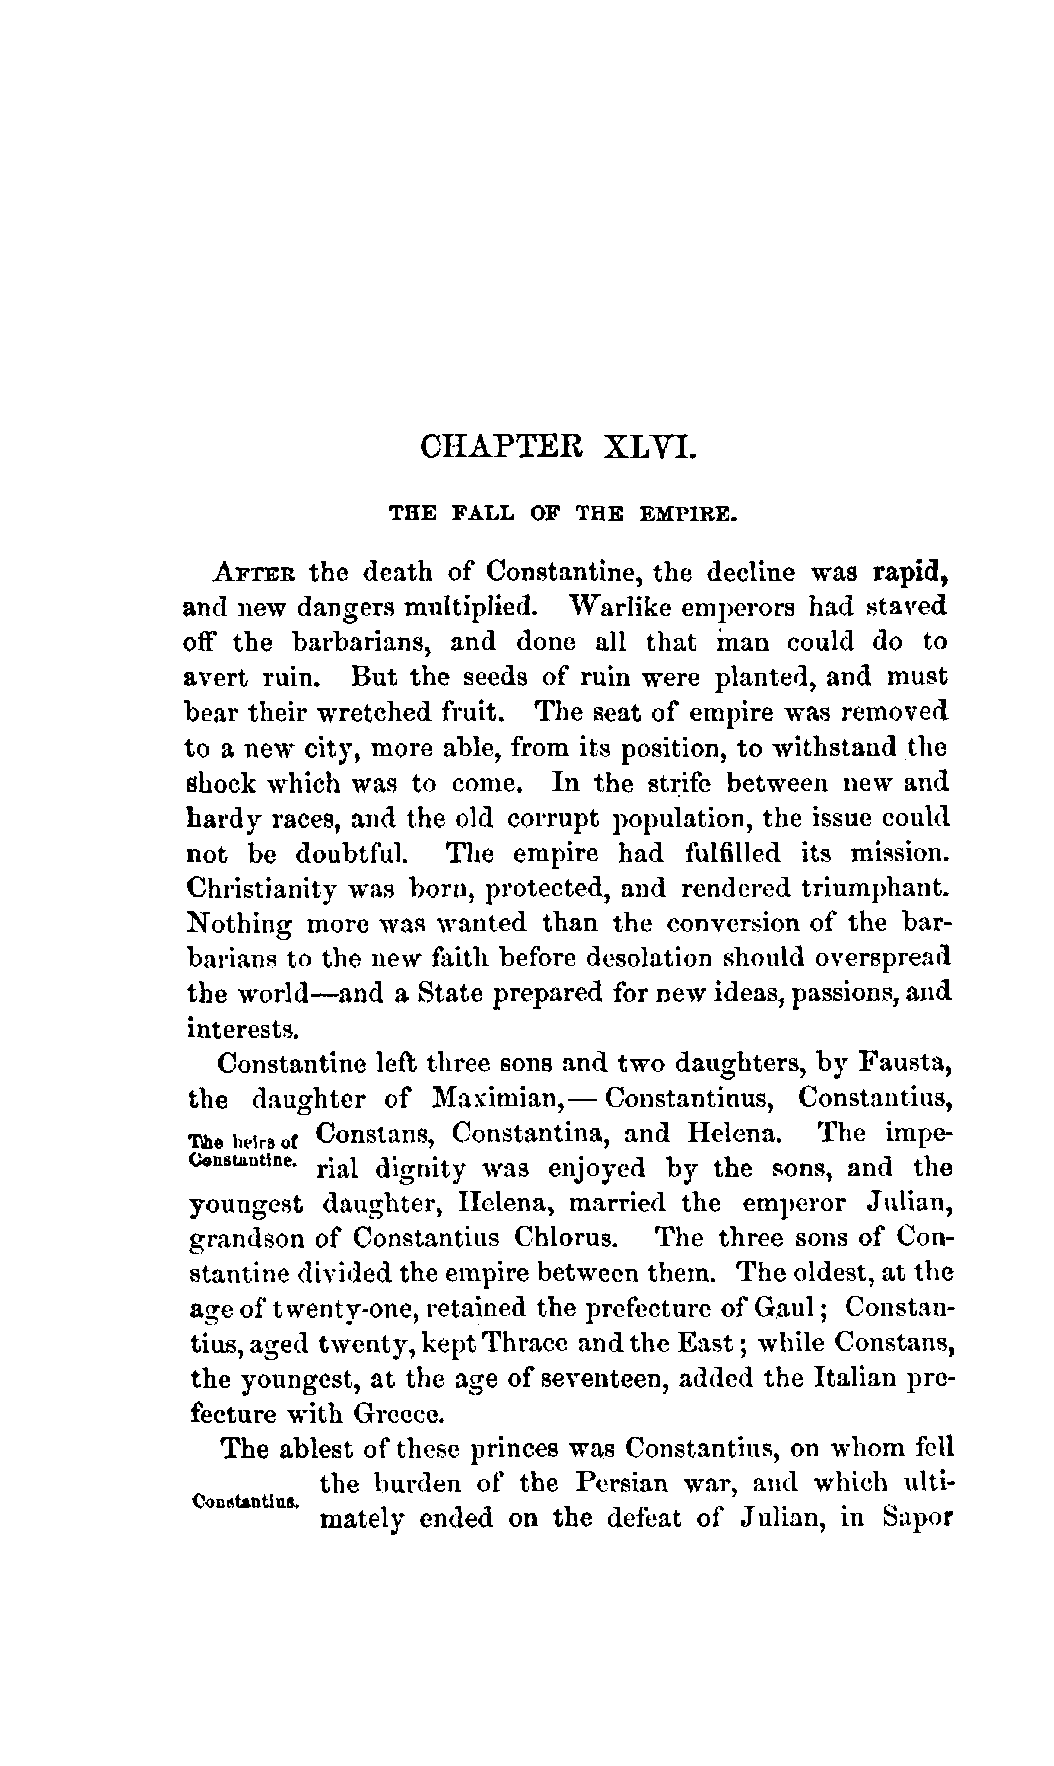 CHAPTER XLVI.
THE FALL OF THE EMPIRE.
AFTER the death of Constantine, the decline was rapid,
and new dangers multiplied. Warlike emperors had staved
off the barbarians, and done all that man could do to
avert ruin. But the seeds of ruin were planted, and must
bear their wretched fruit. The seat of empire was removed
to a new city, more able, from its position, to withstand the
shock which was to come. In the strife between new and
hardy races, and the old corrupt population, the issue could
not be doubtful. The empire had fulfilled its mission.
Christianity was born, protected, and rendered triumphant.
Nothing more was wanted than the conversion of the bar-
barians to the new faith before desolation should overspread
the world—and a State prepared for new ideas, passions, and
interests.
Constantine left three sons and two daughters, by Fausta,
the daughter of Maximian,— Constantinus, Constantius,
The heirs of
Constantine.
Constans, Constantina, and Helena. The impe-
rial dignity was enjoyed by the sons, and the
youngest daughter, Helena, married the emperor Julian,
grandson of Constantius Chlorus. The three sons of Con-
stantine divided the empire between them. The oldest, at the
age of twenty-one, retained the prefecture of Gaul; Constan-
tius, aged twenty, kept Thrace and the East; while Constans,
the youngest, at the age of seventeen, added the Italian pre-
fecture with Greece.
The ablest of these princes was Constantius, on whom fell
Constantius.
the burden of the Persian war, and which ulti-
mately ended on the defeat of Julian, in Sapor